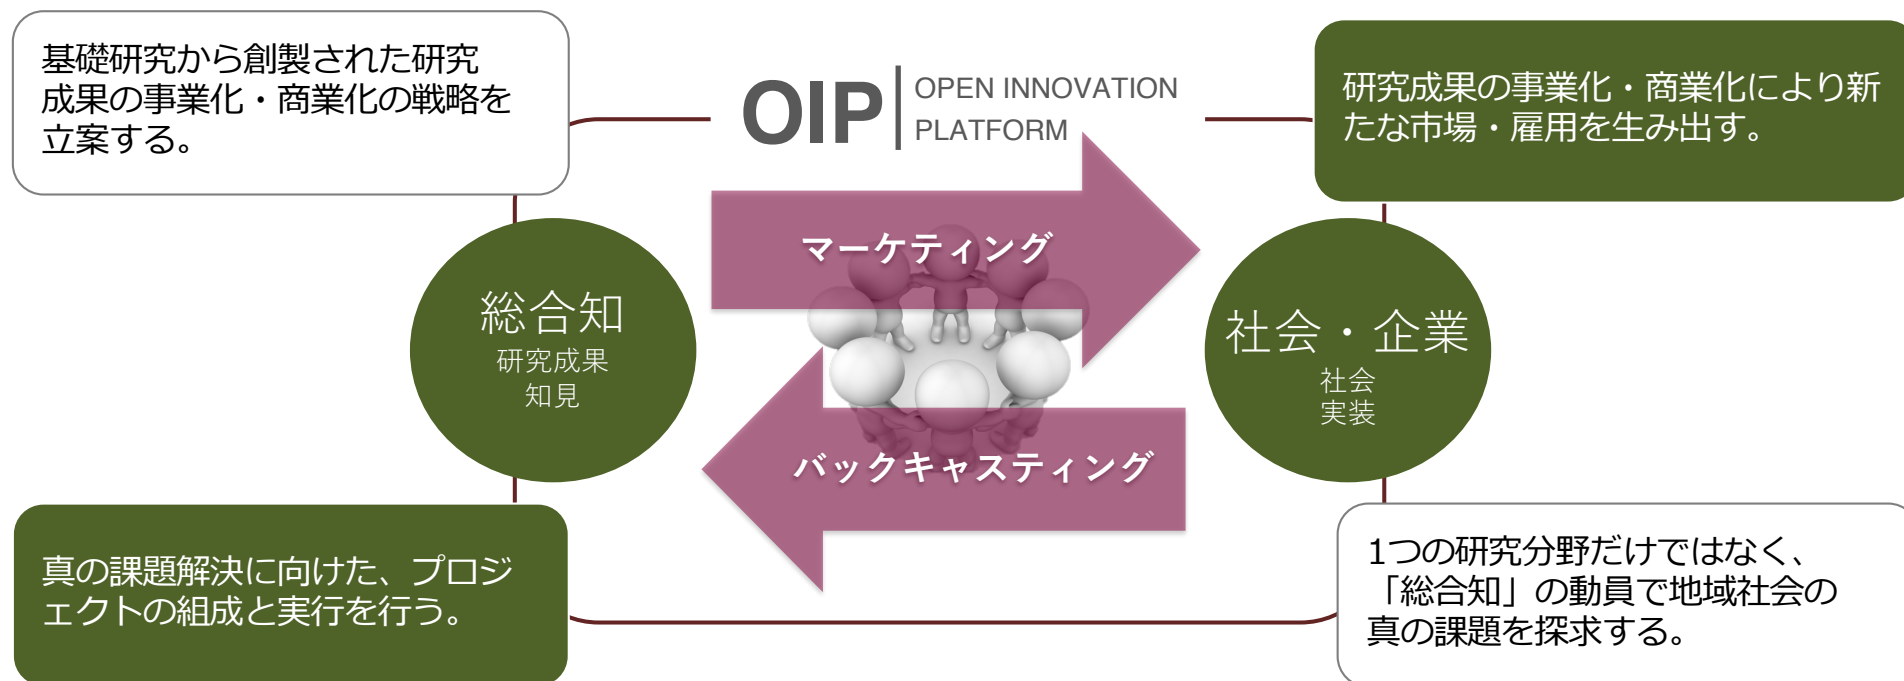 基礎研究から創製された研究
成果の事業化・商業化の戦略を
立案する。
OIP
OPEN INNOVATION
PLATFORM
研究成果の事業化・商業化により新
たな市場・雇用を生み出す。
マーケティング
総合知
研究成果
知見
社会・企業
社会
実装
バックキャスティング
真の課題解決に向けた、プロジ
ェクトの組成と実行を行う。
1つの研究分野だけではなく、
「総合知」の動員で地域社会の
真の課題を探求する。